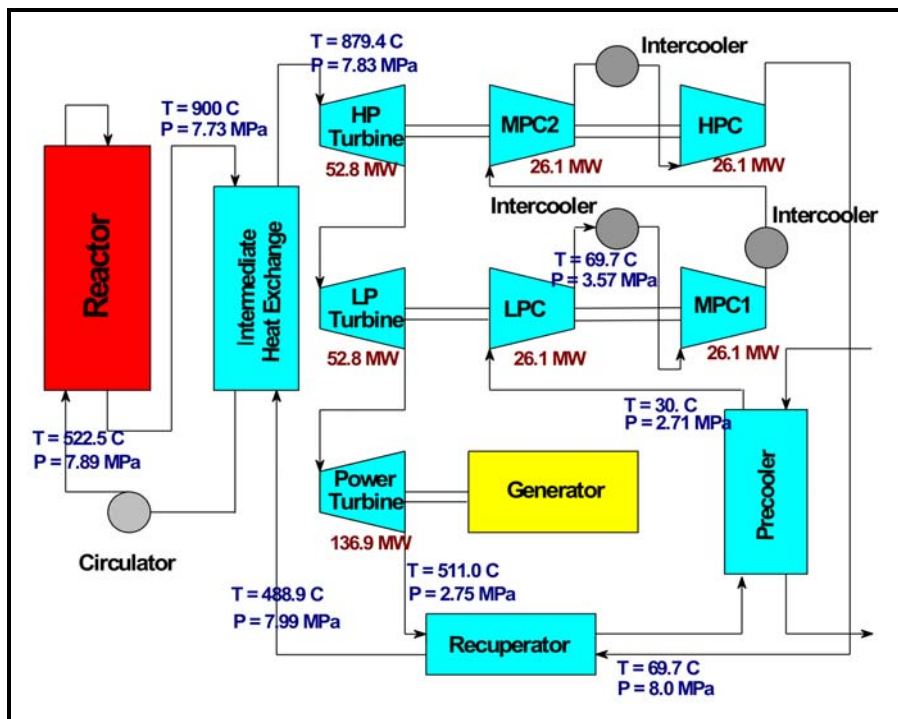 T = 879.4 C
P = 7.83 MPa
Intercooler
T = 900 C
P = 7.73 MPa
HP
Turbine
MPC2
HPC
52.8 MW
26.1 MW
26.1 MW
Reactor
Intermediate
Heat Exchange
Intercooler
Intercooler
T = 69.7 C
P = 3.57 MPa
LP
Turbine
LPC
MPC1
52.8 MW
26.1 MW
26.1 MW
T = 30. C
P = 2.71 MPa
T = 522.5 C
P = 7.89 MPa
Power
Turbine
Generator
Precooler
136.9 MW
Circulator
T = 511.0 C
P = 2.75 MPa
T = 488.9 C
P = 7.99 MPa
Recuperator
T = 69.7 C
P = 8.0 MPa